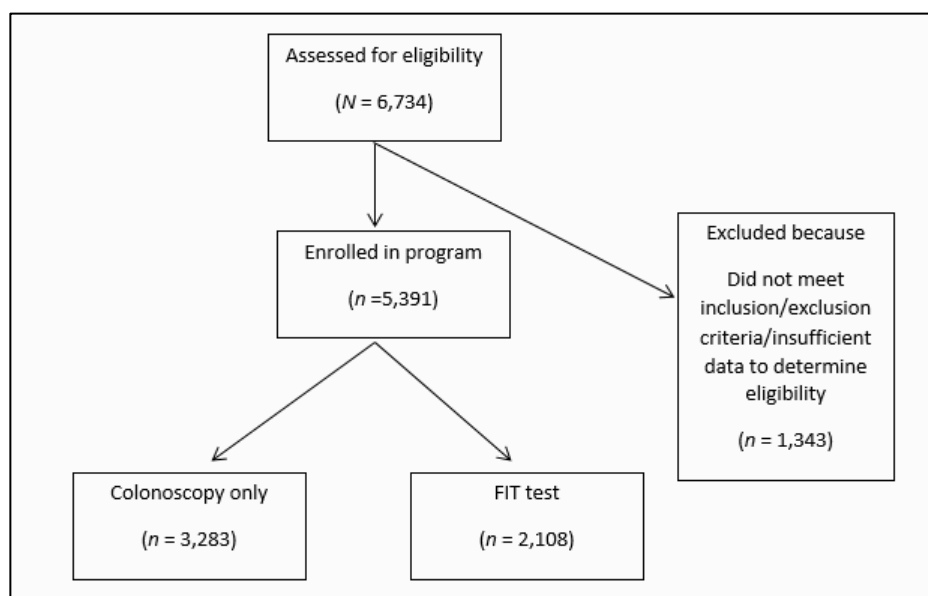 Assessed for eligibility
(N = 6,734)
Enrolled in program
(n =5,391)
Excluded because
Did not meet
inclusion/exclusion
criteria/insufficient
data to determine
eligibility
(n = 1,343)
Colonoscopy only
(n = 3,283)
FIT test
(n = 2,108)